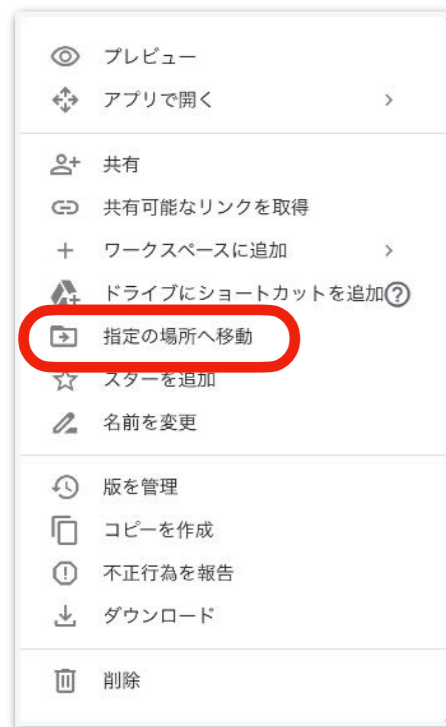 プレビュー
アプリで開く
共有
共有可能なリンクを取得
ワークスペースに追加
ドライブにショートカットを追加
指定の場所へ移動
スターを追加
名前を変更
版を管理
コピーを作成
不正行為を報告
ダウンロード
削除